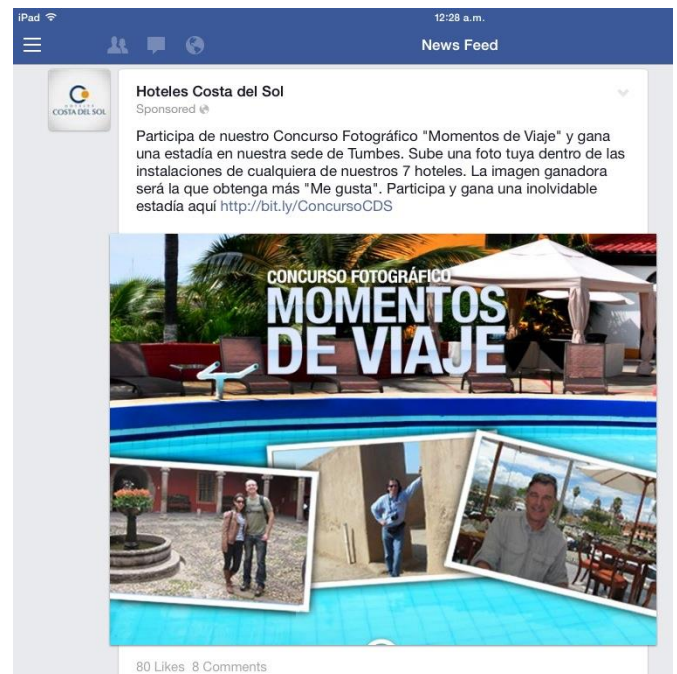 iPad
12:28 a.m.
News Feed
COSTA DEL SOL
Hoteles Costa del Sol
Sponsored
Participa de nuestro Concurso Fotográfico "Momentos de Viaje" y gana
una estadía en nuestra sede de Tumbes. Sube una foto tuya dentro de las
instalaciones de cualquiera de nuestros 7 hoteles. La imagen ganadora
será la que obtenga más "Me gusta". Participa y gana una inolvidable
estadía aquí http://bit.ly/ConcursoCDS
CONCURSO FOTOGRÁFICO
MOMENTOS
DE VIAJE
80 Likes 8 Comments